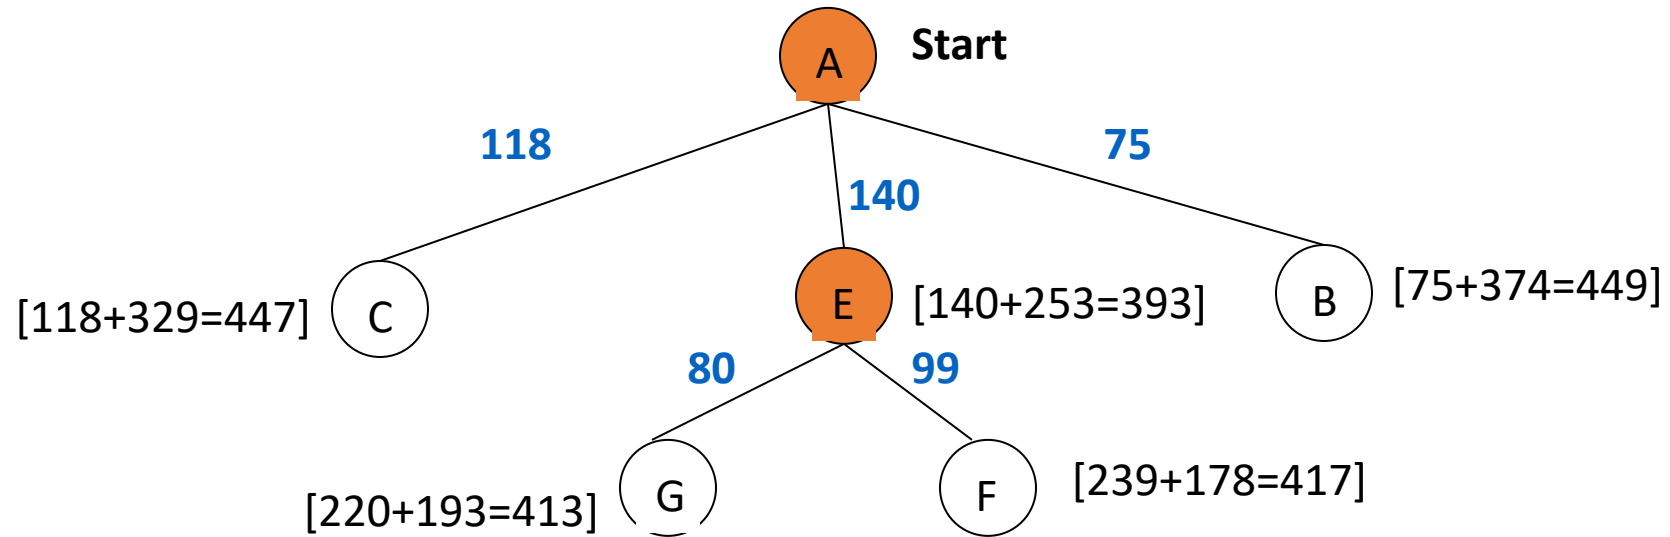 A Start
118
75
140
[118+329=447] C
E [140+253=393]
B [75+374=449]
80
99
[220+193=413] G
F [239+178=417]